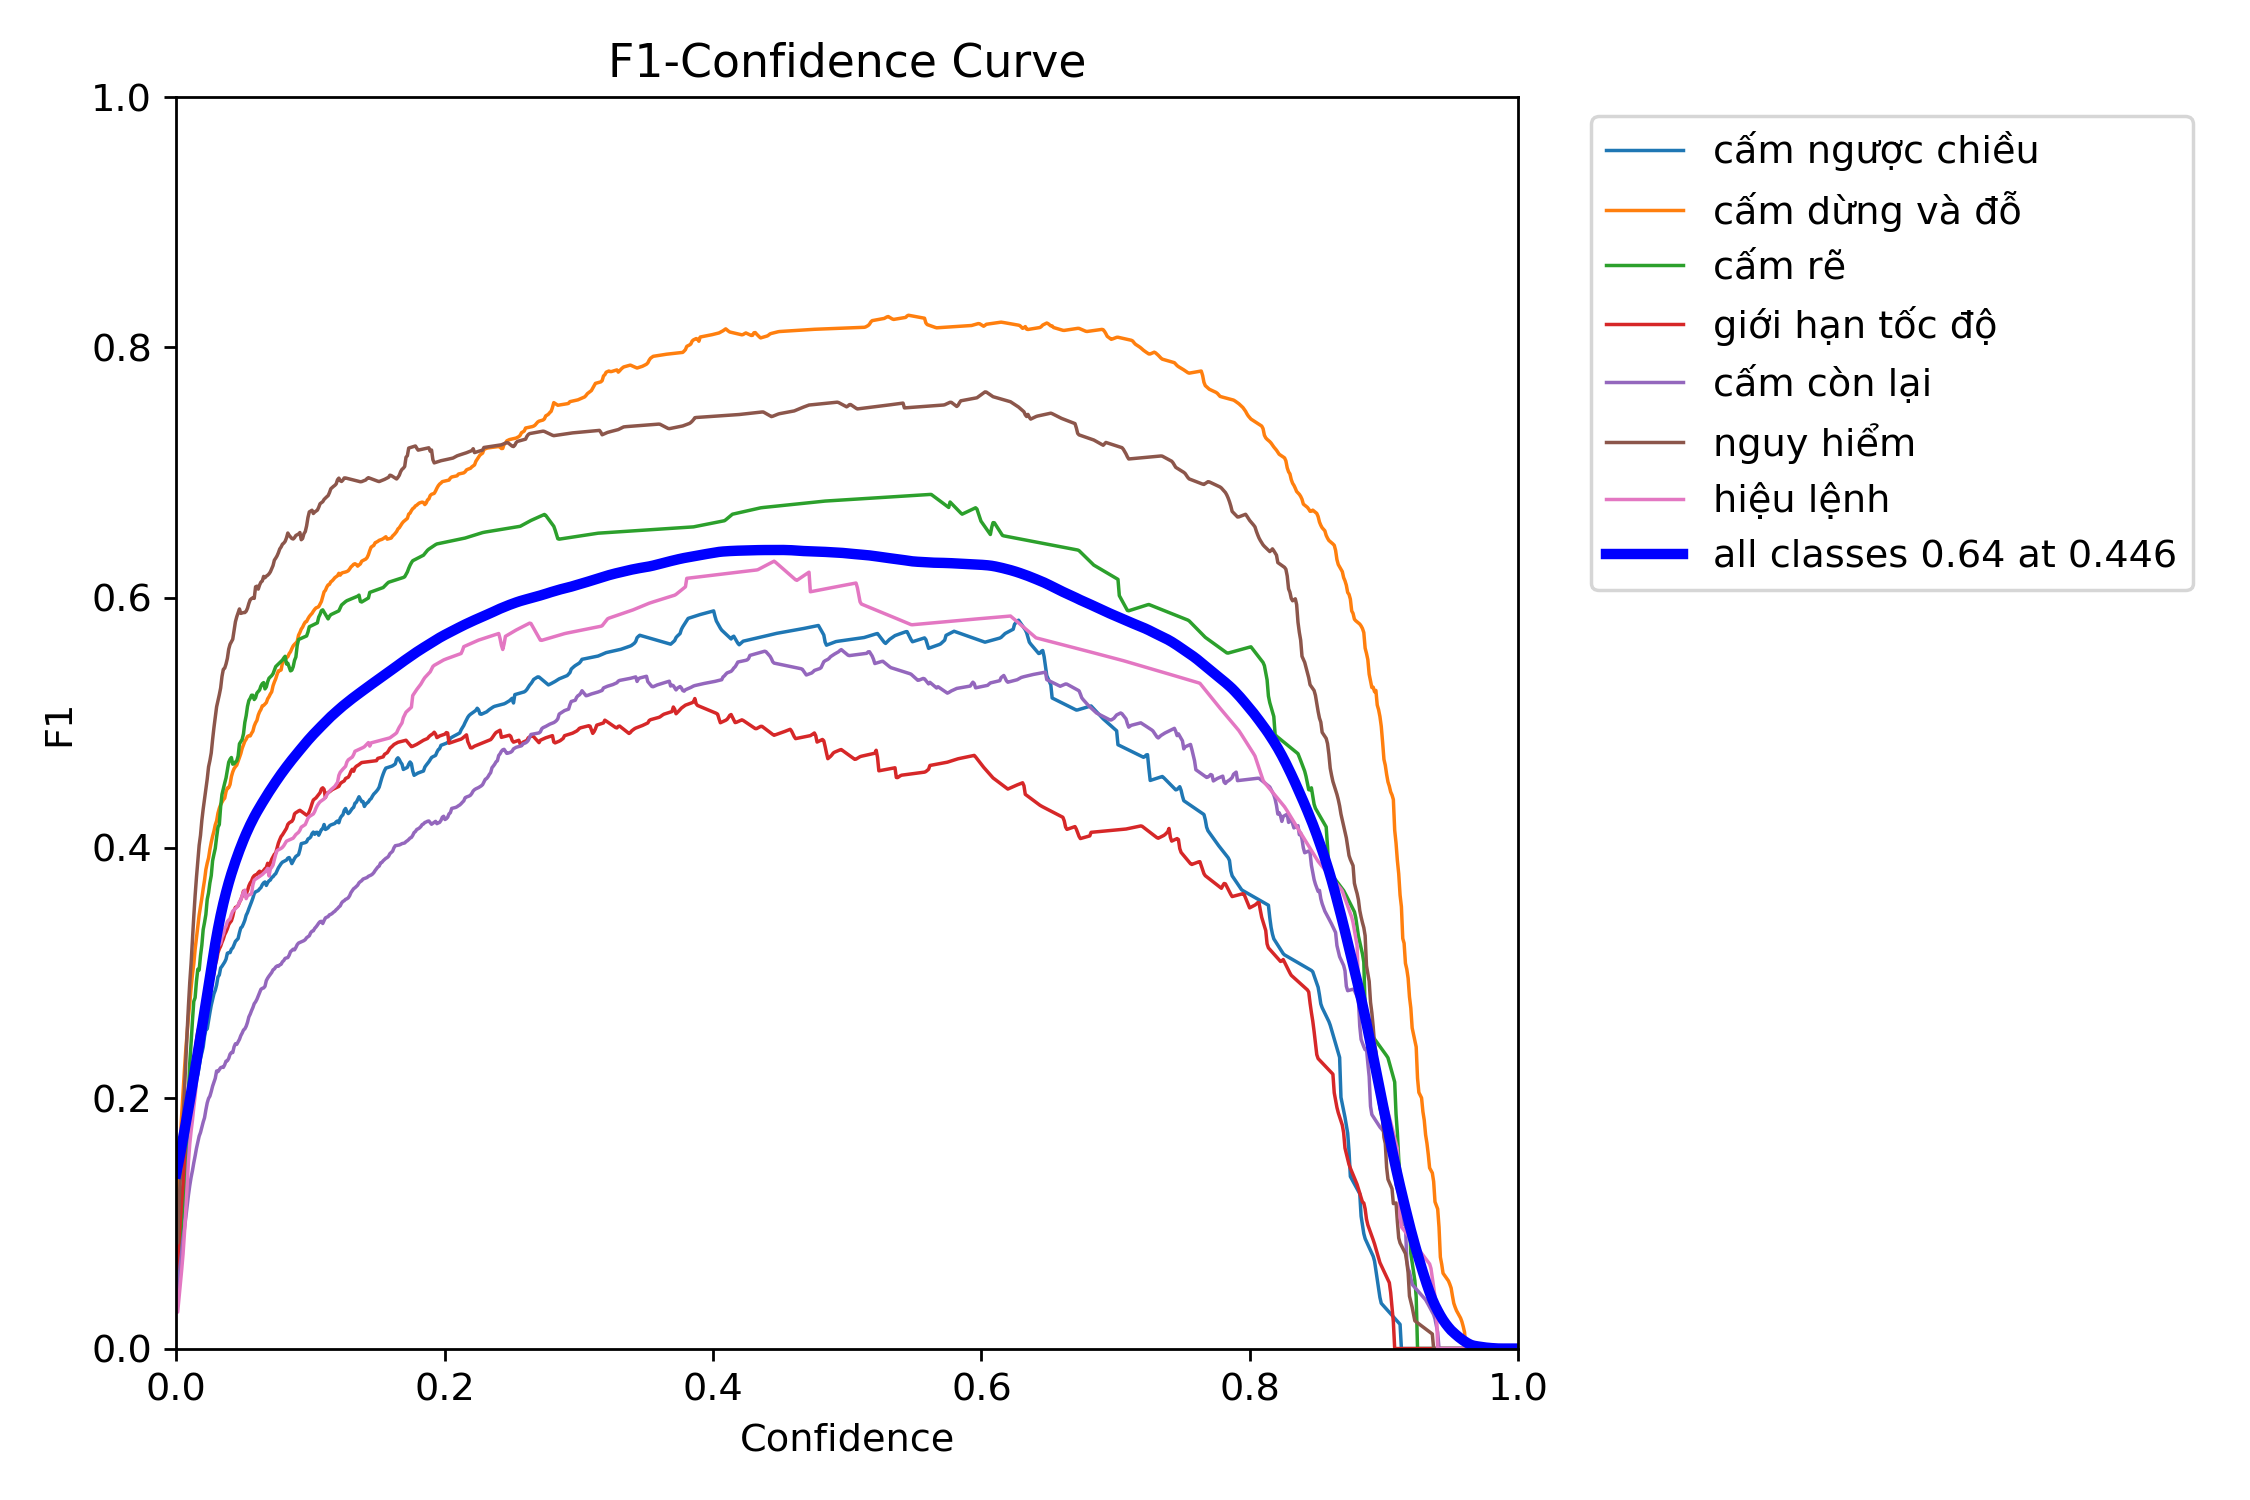 F1-Confidence Curve
1.0
0.8
0.6
0.4
0.2
0.0
F1
0.0 0.2 0.4 0.6 0.8 1.0
Confidence
cấm ngược chiều
cấm dừng và đỗ
cấm rẽ
giới hạn tốc độ
cấm còn lại
nguy hiểm
hiệu lệnh
all classes 0.64 at 0.446